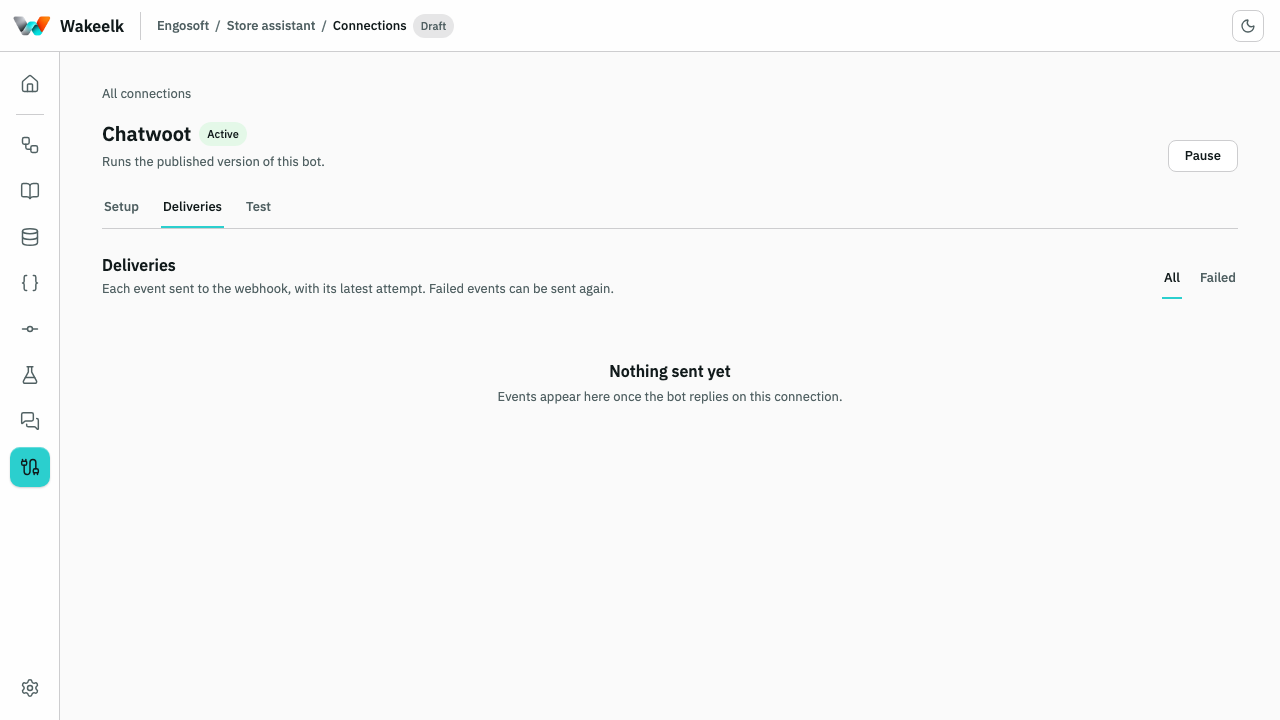 Wakeelk
Engosoft / Store assistant / Connections Draft
All connections
Chatwoot Active
Runs the published version of this bot.
Pause
Setup Deliveries Test
Deliveries
Each event sent to the webhook, with its latest attempt. Failed events can be sent again.
All Failed
Nothing sent yet
Events appear here once the bot replies on this connection.